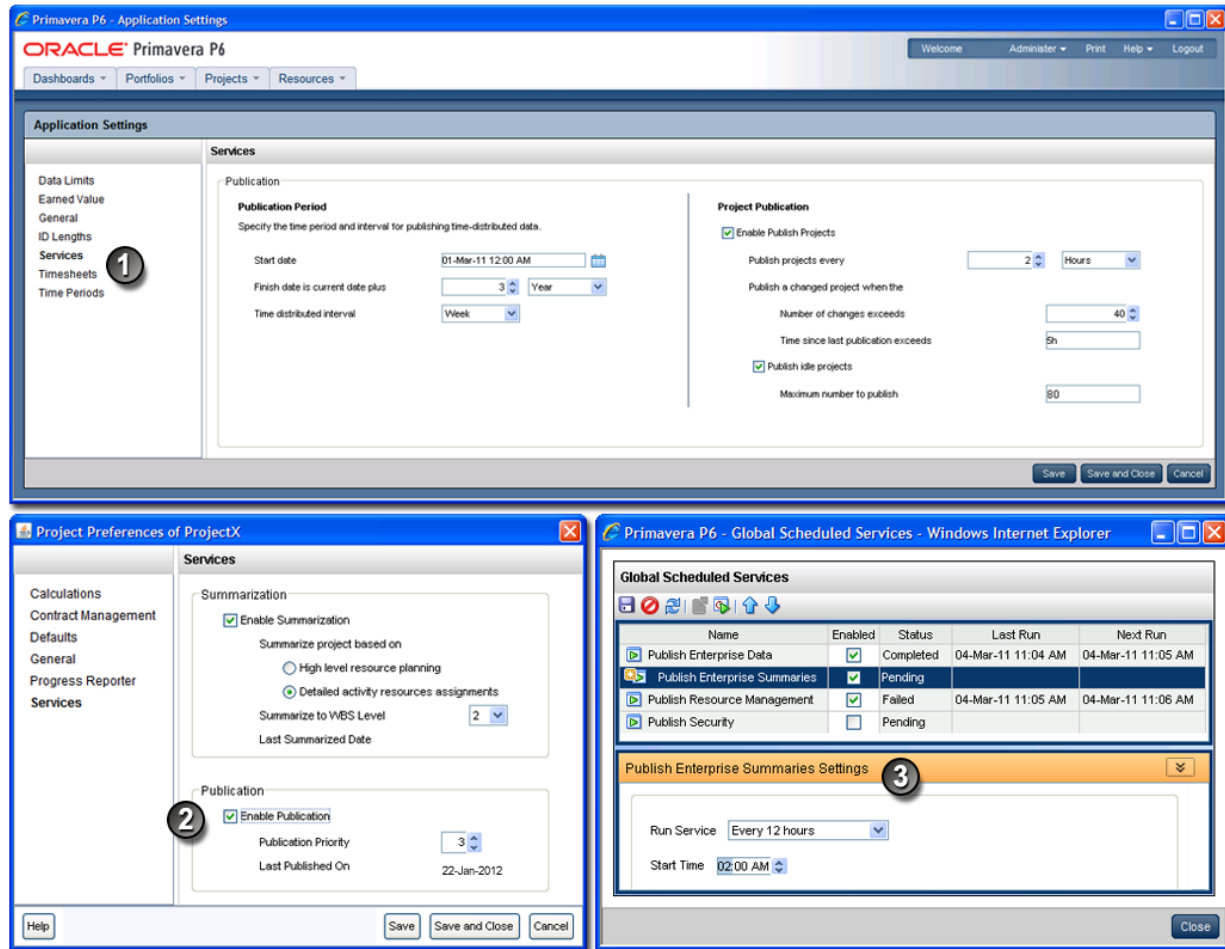 Primavera P6 - Application Settings
ORACLE Primavera P6
Welcome Administer Print Help Logout
Dashboards Portfolios Projects Resources
Application Settings
Services
Data Limits
Earned Value
General
ID Lengths
Services
Timesheets
Time Periods
1
Publication
Publication Period
Specify the time period and interval for publishing time-distributed data.
Start date 01-Mar-11 12:00 AM
Finish date is current date plus 3 Year
Time distributed interval Week
Project Publication
Enable Publish Projects
Publish projects every 2 Hours
Publish a changed project when the
Number of changes exceeds 40
Time since last publication exceeds 5h
Publish idle projects
Maximum number to publish 80
Save Save and Close Cancel
Project Preferences of ProjectX
Services
Calculations
Contract Management
Defaults
General
Progress Reporter
Services
Summarization
Enable Summarization
Summarize project based on
High level resource planning
Detailed activity resources assignments
Summarize to WBS Level 2
Last Summarized Date
Publication
2
Enable Publication
Publication Priority 3
Last Published On 22-Jan-2012
Help Save Save and Close Cancel
Primavera P6 - Global Scheduled Services - Windows Internet Explorer
Global Scheduled Services
Name Enabled Status Last Run Next Run
Publish Enterprise Data Completed 04-Mar-11 11:04 AM 04-Mar-11 11:05 AM
Publish Enterprise Summaries Pending
Publish Resource Management Failed 04-Mar-11 11:05 AM 04-Mar-11 11:06 AM
Publish Security Pending
Publish Enterprise Summaries Settings 3
Run Service Every 12 hours
Start Time 02:00 AM
Close